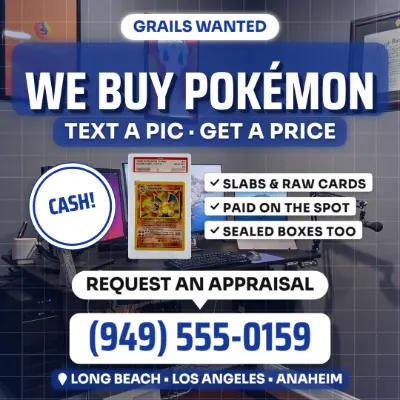 GRAILS WANTED
WE BUY POKÉMON
TEXT A PIC • GET A PRICE
CASH!
✓ SLABS & RAW CARDS
✓ PAID ON THE SPOT
✓ SEALED BOXES TOO
REQUEST AN APPRAISAL
(949) 555-0159
LONG BEACH • LOS ANGELES • ANAHEIM